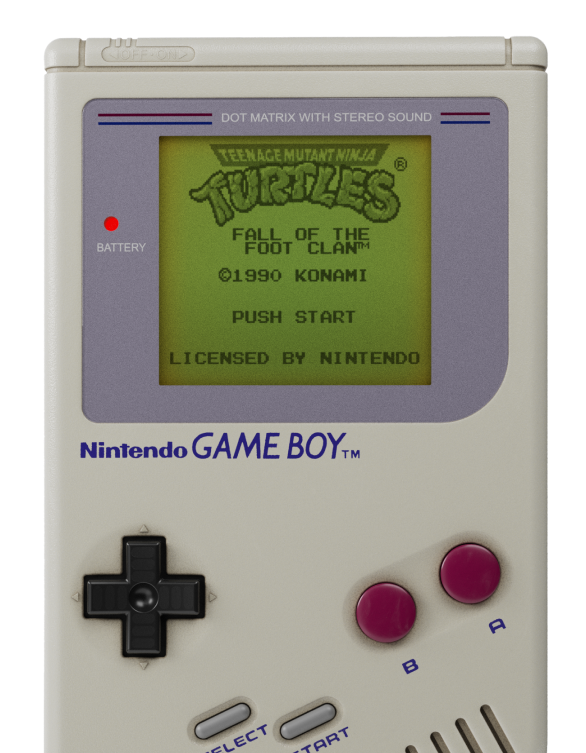 ◁OFF•ON▷
DOT MATRIX WITH STEREO SOUND
TEENAGE MUTANT NINJA
TURTLES®
FALL OF THE
FOOT CLAN™
©1990 KONAMI
PUSH START
LICENSED BY NINTENDO
BATTERY
Nintendo GAME BOY™
A
B
SELECT
START